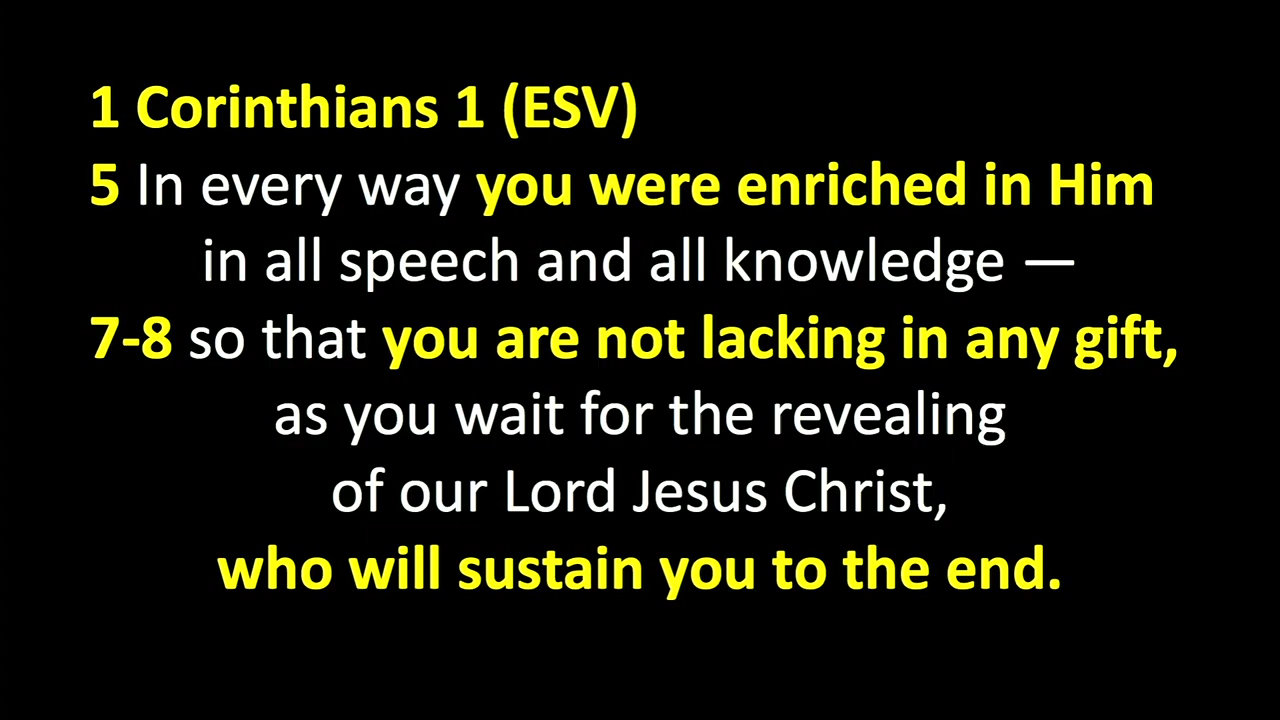 1 Corinthians 1 (ESV)
5 In every way you were enriched in Him
in all speech and all knowledge —
7-8 so that you are not lacking in any gift,
as you wait for the revealing
of our Lord Jesus Christ,
who will sustain you to the end.